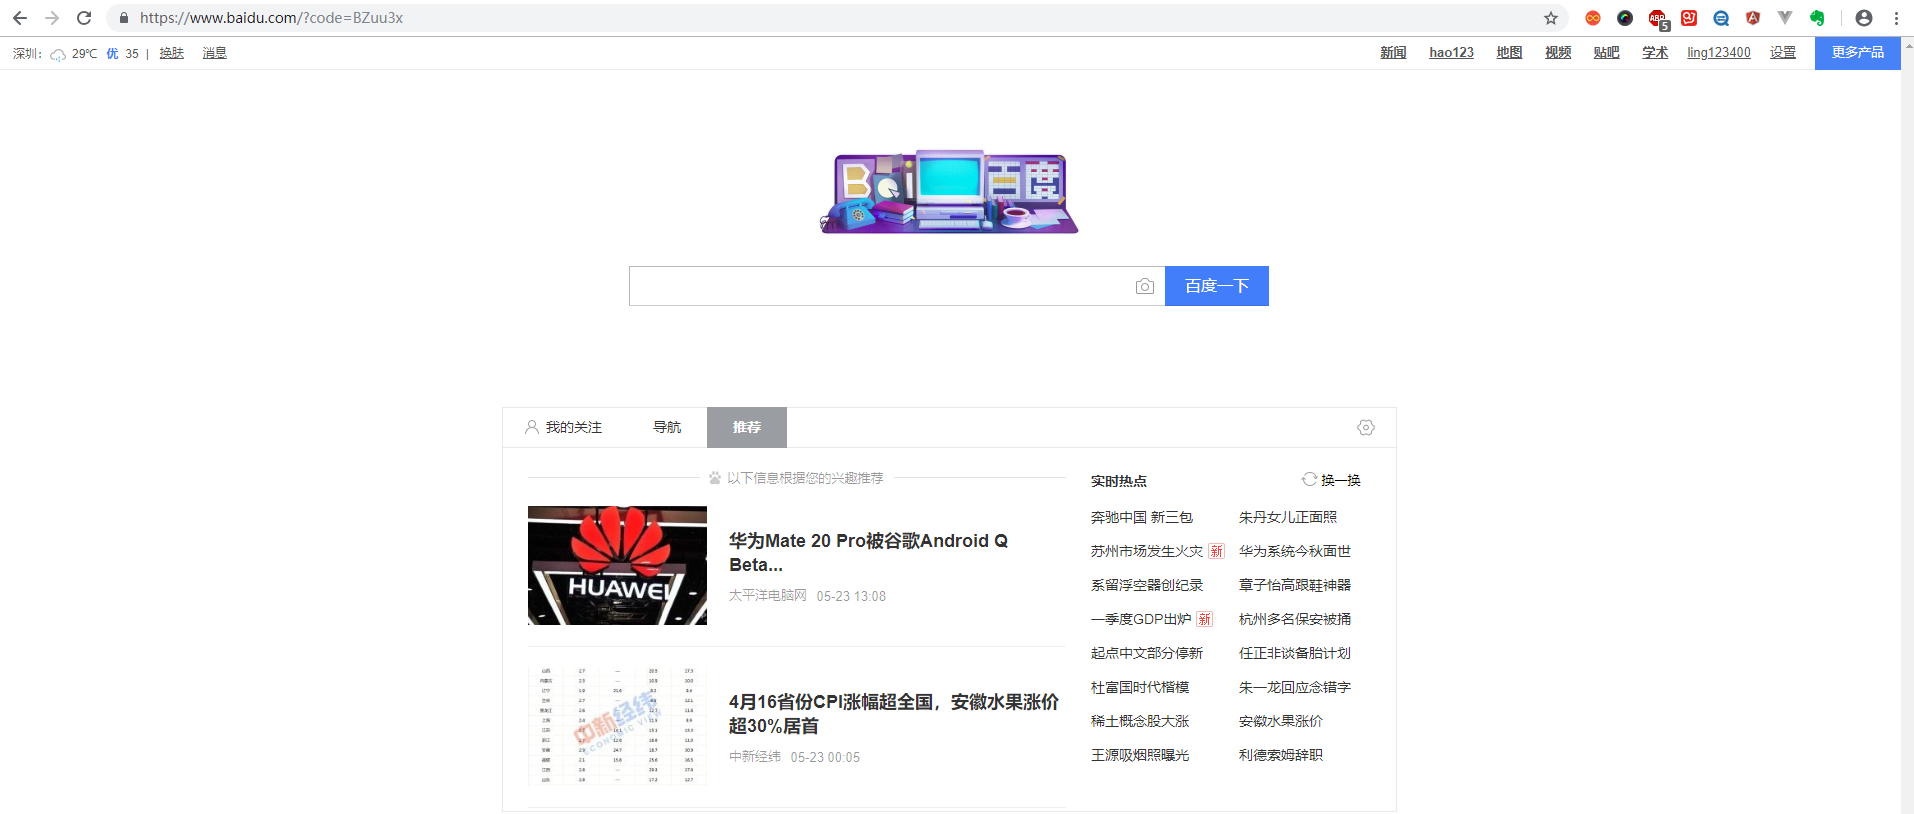 https://www.baidu.com/?code=BZuu3x
5
深圳： 29℃ 优 35 | 换肤 消息
新闻 hao123 地图 视频 贴吧 学术 ling123400 设置 更多产品
B 百度
百度一下
我的关注 导航 推荐
以下信息根据您的兴趣推荐
HUAWEI
华为Mate 20 Pro被谷歌Android Q
Beta...
太平洋电脑网 05-23 13:08
中新经纬
ECONOMIC VIEW
4月16省份CPI涨幅超全国，安徽水果涨价
超30%居首
中新经纬 05-23 00:05
实时热点 换一换
奔驰中国 新三包 朱丹女儿正面照
苏州市场发生火灾 新 华为系统今秋面世
系留浮空器创纪录 章子怡高跟鞋神器
一季度GDP出炉 新 杭州多名保安被捅
起点中文部分停新 任正非谈备胎计划
杜富国时代楷模 朱一龙回应念错字
稀土概念股大涨 安徽水果涨价
王源吸烟照曝光 利德索姆辞职